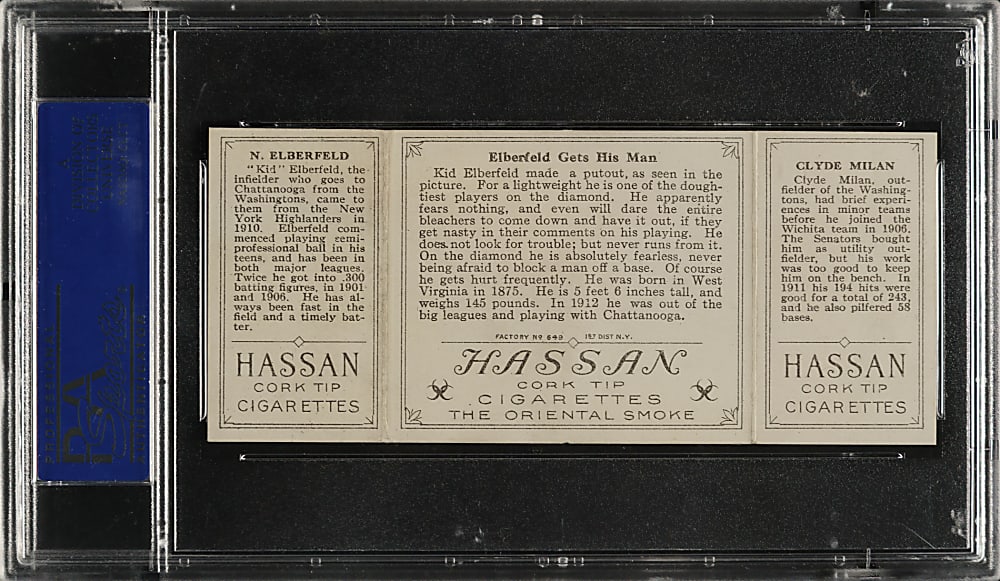 N. ELBERFELD
"Kid" Elberfeld, the
infielder who goes to
Chattanooga from the
Washingtons, came to
them from the New
York Highlanders in
1910. Elberfeld com-
menced playing semi-
professional ball in his
teens, and has been in
both major leagues.
Twice he got into .300
batting figures, in 1901
and 1906. He has al-
ways been fast in the
field and a timely bat-
ter.
HASSAN
CORK TIP
CIGARETTES
Elberfeld Gets His Man
Kid Elberfeld made a putout, as seen in the
picture. For a lightweight he is one of the dough-
tiest players on the diamond. He apparently
fears nothing, and even will dare the entire
bleachers to come down and have it out, if they
get nasty in their comments on his playing. He
does not look for trouble; but never runs from it.
On the diamond he is absolutely fearless, never
being afraid to block a man off a base. Of course
he gets hurt frequently. He was born in West
Virginia in 1875. He is 5 feet 6 inches tall, and
weighs 145 pounds. In 1912 he was out of the
big leagues and playing with Chattanooga.
FACTORY Nº 649 1ST DIST N.Y.
HASSAN
CORK TIP
CIGARETTES
THE ORIENTAL SMOKE
CLYDE MILAN
Clyde Milan, out-
fielder of the Washing-
tons, had brief experi-
ences in minor teams
before he joined the
Wichita team in 1906.
The Senators bought
him as utility out-
fielder, but his work
was too good to keep
him on the bench. In
1911 his 194 hits were
good for a total of 243,
and he also pilfered 58
bases.
HASSAN
CORK TIP
CIGARETTES
PSA